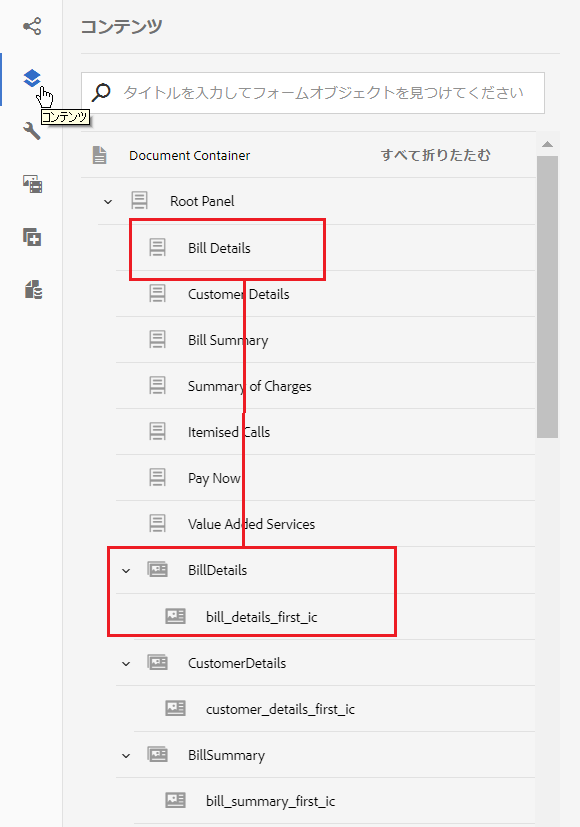 コンテンツ
タイトルを入力してフォームオブジェクトを見つけてください
コンテンツ
Document Container すべて折りたたむ
Root Panel
Bill Details
Customer Details
Bill Summary
Summary of Charges
Itemised Calls
Pay Now
Value Added Services
BillDetails
bill_details_first_ic
CustomerDetails
customer_details_first_ic
BillSummary
bill_summary_first_ic